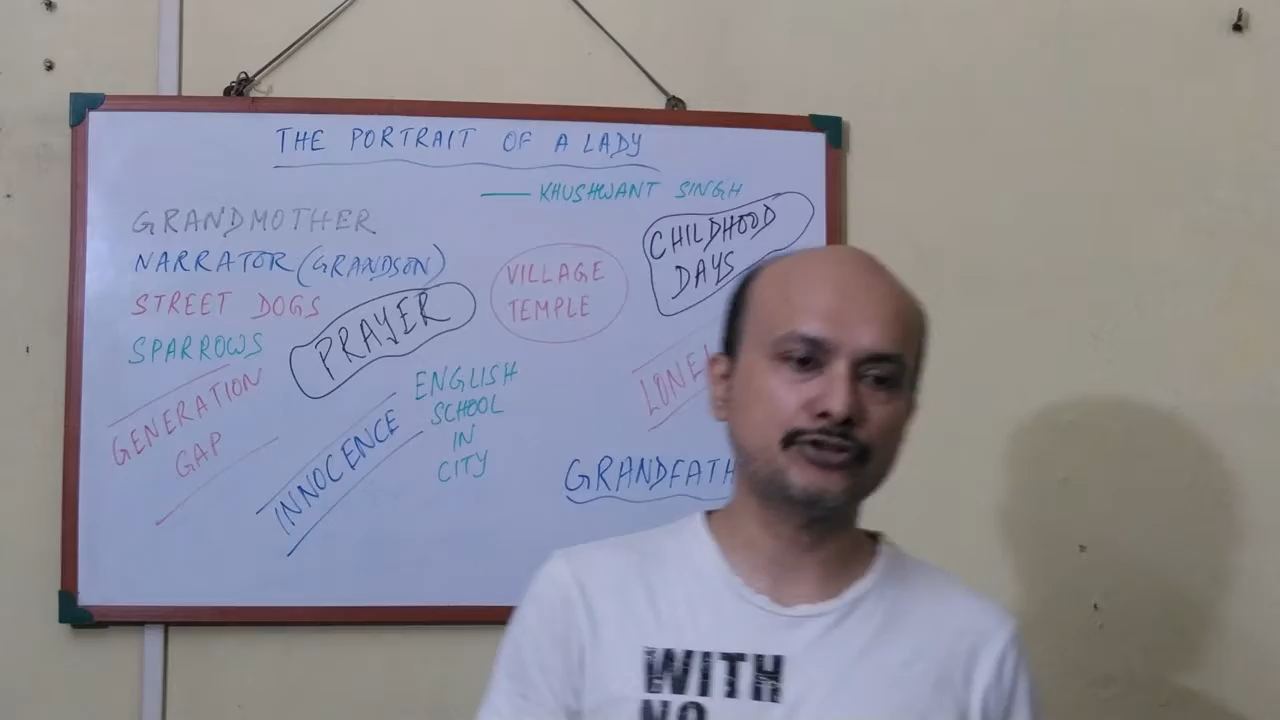 THE PORTRAIT OF A LADY
— KHUSHWANT SINGH
GRANDMOTHER
NARRATOR (GRANDSON)
STREET DOGS
SPARROWS
GENERATION
GAP
PRAYER
INNOCENCE
ENGLISH
SCHOOL
IN
CITY
VILLAGE
TEMPLE
CHILDHOOD
DAYS
WITH
NO